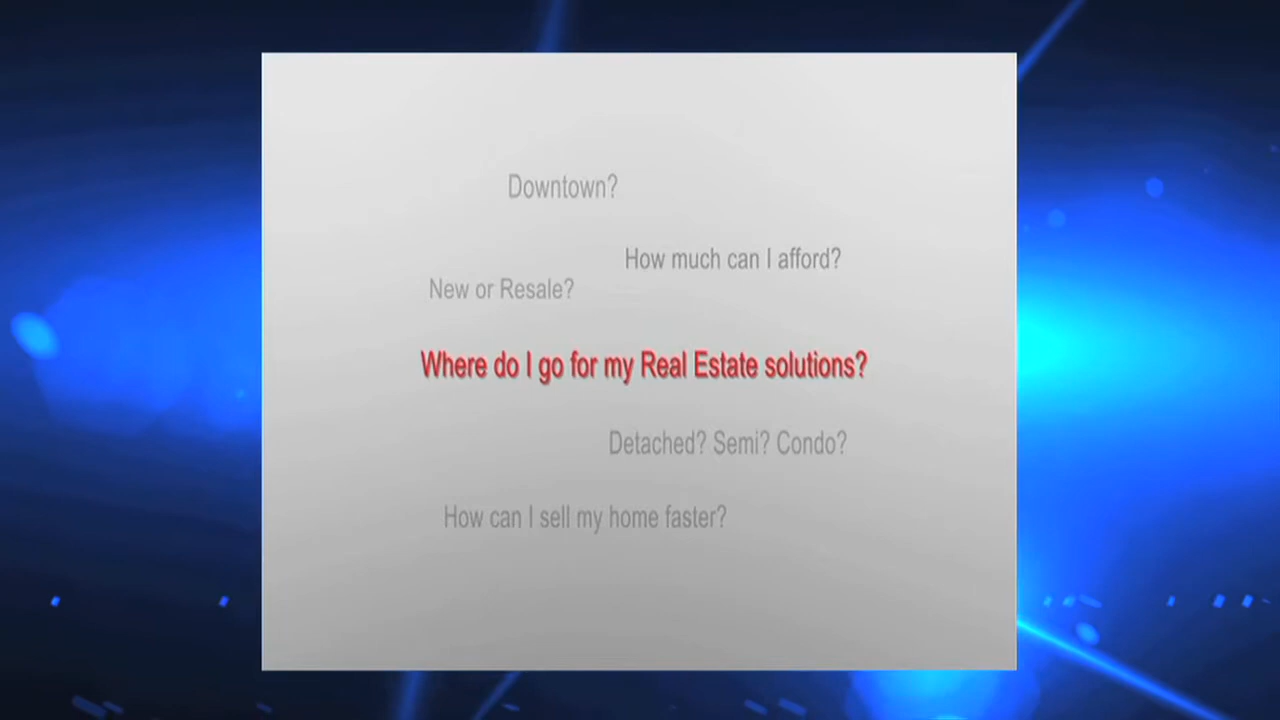 Downtown?
How much can I afford?
New or Resale?
Where do I go for my Real Estate solutions?
Detached? Semi? Condo?
How can I sell my home faster?